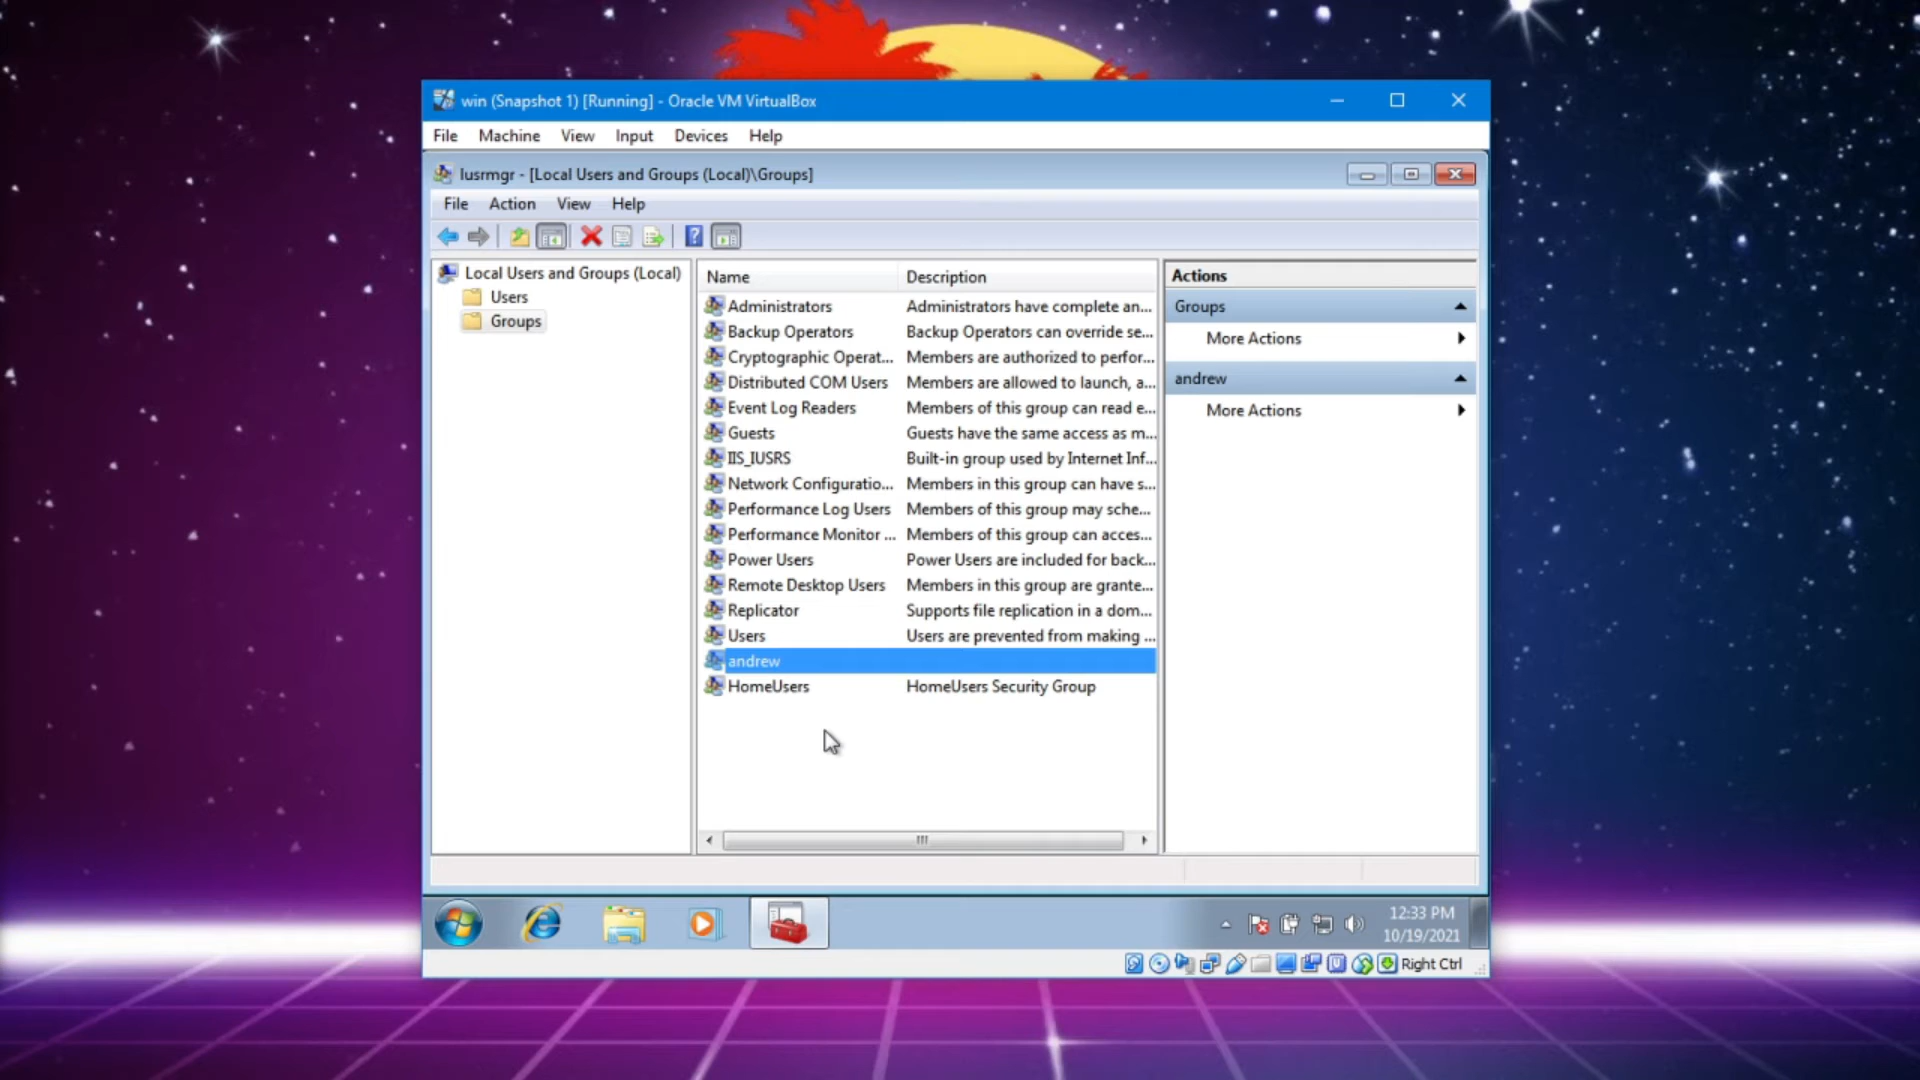 win (Snapshot 1) [Running] - Oracle VM VirtualBox
File Machine View Input Devices Help
lusrmgr - [Local Users and Groups (Local)\Groups]
File Action View Help
Local Users and Groups (Local)
Users
Groups
Name Description
Administrators Administrators have complete an...
Backup Operators Backup Operators can override se...
Cryptographic Operat... Members are authorized to perfor...
Distributed COM Users Members are allowed to launch, a...
Event Log Readers Members of this group can read e...
Guests Guests have the same access as m...
IIS_IUSRS Built-in group used by Internet Inf...
Network Configuratio... Members in this group can have s...
Performance Log Users Members of this group may sche...
Performance Monitor ... Members of this group can acces...
Power Users Power Users are included for back...
Remote Desktop Users Members in this group are grante...
Replicator Supports file replication in a dom...
Users Users are prevented from making ...
andrew
HomeUsers HomeUsers Security Group
Actions
Groups
More Actions
andrew
More Actions
12:33 PM
10/19/2021
Right Ctrl